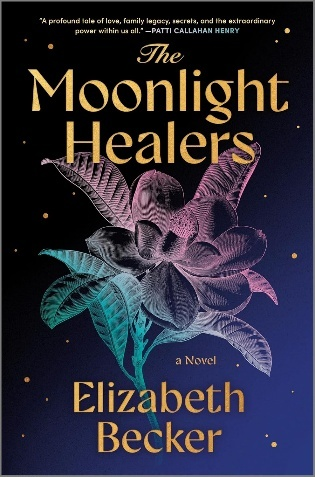 "A profound tale of love, family legacy, secrets, and the extraordinary
power within us all." —PATTI CALLAHAN HENRY
The
Moonlight
Healers
a Novel
Elizabeth
Becker